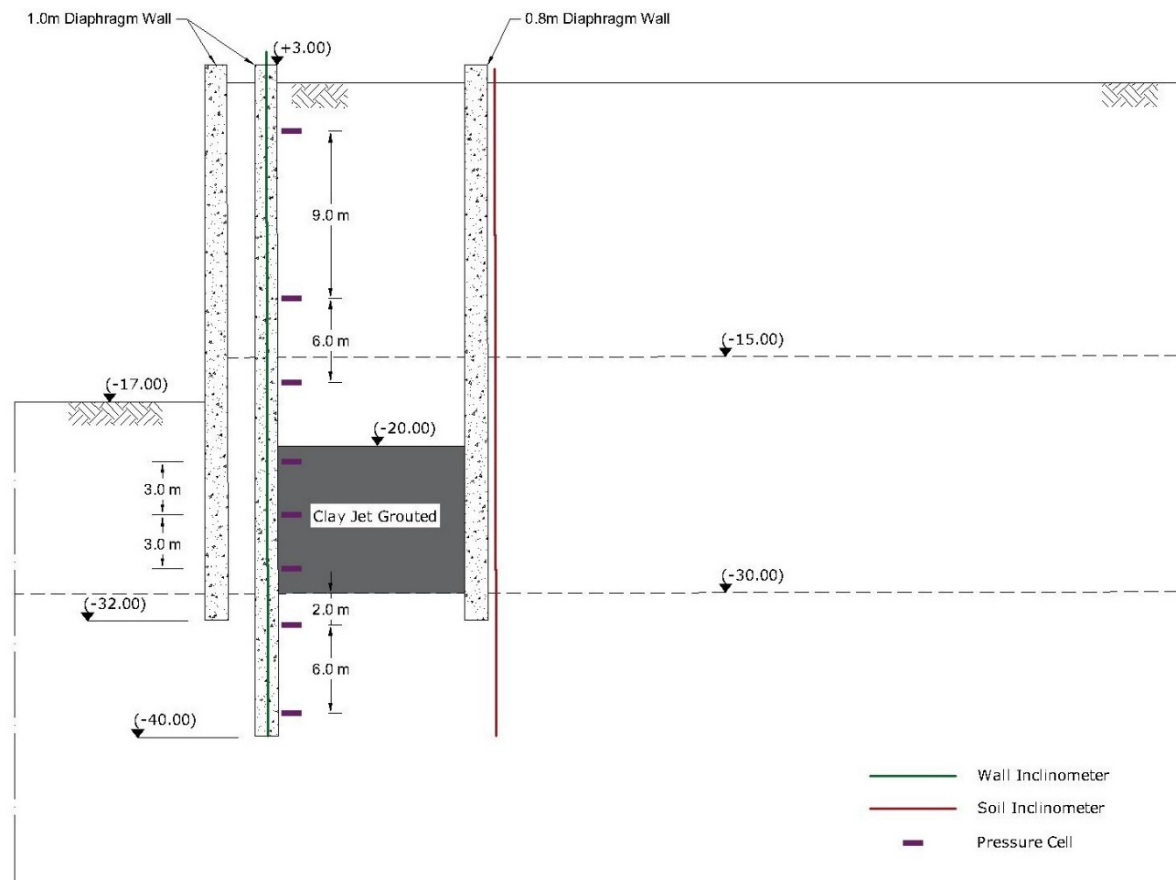 1.0m Diaphragm Wall
0.8m Diaphragm Wall
(+3.00)
9.0 m
6.0 m
(-15.00)
(-17.00)
(-20.00)
3.0 m
Clay Jet Grouted
3.0 m
(-30.00)
(-32.00)
2.0 m
6.0 m
(-40.00)
Wall Inclinometer
Soil Inclinometer
Pressure Cell